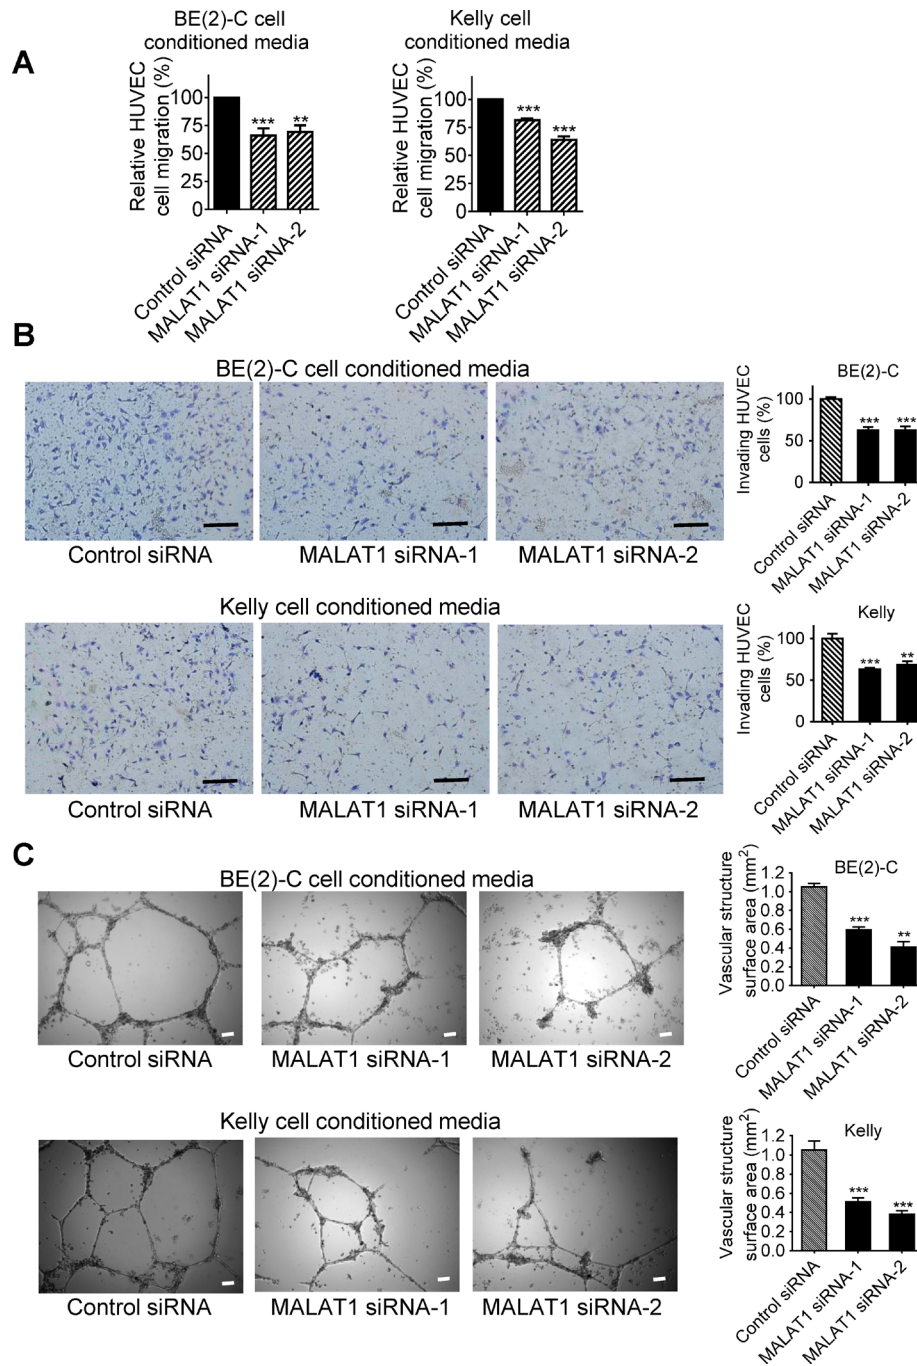 A
BE(2)-C cell
conditioned media
Relative HUVEC
cell migration (%)
100
75
50
25
0
***
**
Control siRNA
MALAT1 siRNA-1
MALAT1 siRNA-2
Kelly cell
conditioned media
Relative HUVEC
cell migration (%)
100
75
50
25
0
***
***
Control siRNA
MALAT1 siRNA-1
MALAT1 siRNA-2
B
BE(2)-C cell conditioned media
Control siRNA
MALAT1 siRNA-1
MALAT1 siRNA-2
BE(2)-C
Invading HUVEC
cells (%)
100
50
0
***
***
Control siRNA
MALAT1 siRNA-1
MALAT1 siRNA-2
Kelly cell conditioned media
Control siRNA
MALAT1 siRNA-1
MALAT1 siRNA-2
Kelly
Invading HUVEC
cells (%)
100
50
0
***
**
Control siRNA
MALAT1 siRNA-1
MALAT1 siRNA-2
C
BE(2)-C cell conditioned media
Control siRNA
MALAT1 siRNA-1
MALAT1 siRNA-2
BE(2)-C
Vascular structure
surface area (mm²)
1.2
1.0
0.8
0.6
0.4
0.2
0.0
***
**
Control siRNA
MALAT1 siRNA-1
MALAT1 siRNA-2
Kelly cell conditioned media
Control siRNA
MALAT1 siRNA-1
MALAT1 siRNA-2
Kelly
Vascular structure
surface area (mm²)
1.2
1.0
0.8
0.6
0.4
0.2
0.0
***
***
Control siRNA
MALAT1 siRNA-1
MALAT1 siRNA-2